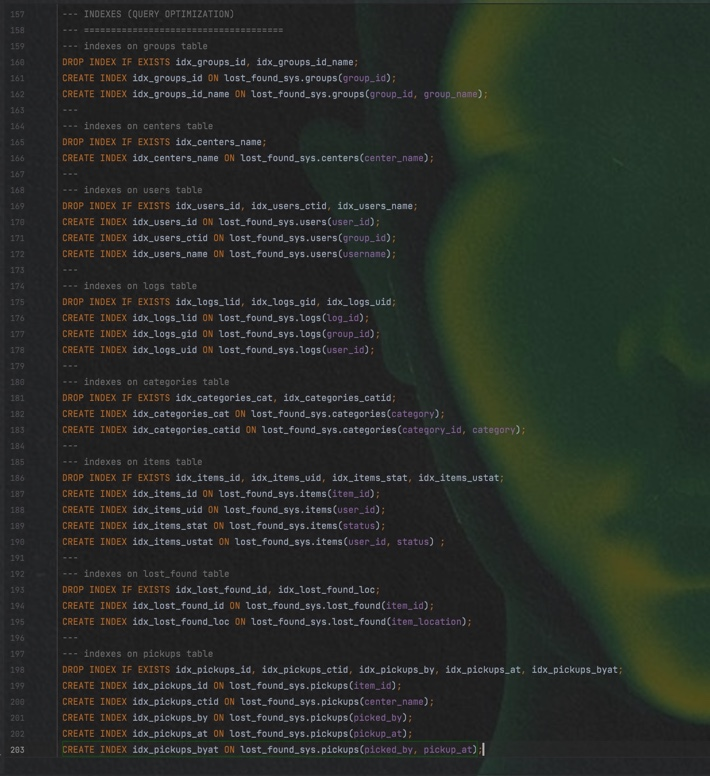 157 --- INDEXES (QUERY OPTIMIZATION)
158 --- =====================================
159 --- indexes on groups table
160 DROP INDEX IF EXISTS idx_groups_id, idx_groups_id_name;
161 CREATE INDEX idx_groups_id ON lost_found_sys.groups(group_id);
162 CREATE INDEX idx_groups_id_name ON lost_found_sys.groups(group_id, group_name);
163 ---
164 --- indexes on centers table
165 DROP INDEX IF EXISTS idx_centers_name;
166 CREATE INDEX idx_centers_name ON lost_found_sys.centers(center_name);
167 ---
168 --- indexes on users table
169 DROP INDEX IF EXISTS idx_users_id, idx_users_ctid, idx_users_name;
170 CREATE INDEX idx_users_id ON lost_found_sys.users(user_id);
171 CREATE INDEX idx_users_ctid ON lost_found_sys.users(group_id);
172 CREATE INDEX idx_users_name ON lost_found_sys.users(username);
173 ---
174 --- indexes on logs table
175 DROP INDEX IF EXISTS idx_logs_lid, idx_logs_gid, idx_logs_uid;
176 CREATE INDEX idx_logs_lid ON lost_found_sys.logs(log_id);
177 CREATE INDEX idx_logs_gid ON lost_found_sys.logs(group_id);
178 CREATE INDEX idx_logs_uid ON lost_found_sys.logs(user_id);
179 ---
180 --- indexes on categories table
181 DROP INDEX IF EXISTS idx_categories_cat, idx_categories_catid;
182 CREATE INDEX idx_categories_cat ON lost_found_sys.categories(category);
183 CREATE INDEX idx_categories_catid ON lost_found_sys.categories(category_id, category);
184 ---
185 --- indexes on items table
186 DROP INDEX IF EXISTS idx_items_id, idx_items_uid, idx_items_stat, idx_items_ustat;
187 CREATE INDEX idx_items_id ON lost_found_sys.items(item_id);
188 CREATE INDEX idx_items_uid ON lost_found_sys.items(user_id);
189 CREATE INDEX idx_items_stat ON lost_found_sys.items(status);
190 CREATE INDEX idx_items_ustat ON lost_found_sys.items(user_id, status) ;
191 ---
192 --- indexes on lost_found table
193 DROP INDEX IF EXISTS idx_lost_found_id, idx_lost_found_loc;
194 CREATE INDEX idx_lost_found_id ON lost_found_sys.lost_found(item_id);
195 CREATE INDEX idx_lost_found_loc ON lost_found_sys.lost_found(item_location);
196 ---
197 --- indexes on pickups table
198 DROP INDEX IF EXISTS idx_pickups_id, idx_pickups_ctid, idx_pickups_by, idx_pickups_at, idx_pickups_byat;
199 CREATE INDEX idx_pickups_id ON lost_found_sys.pickups(item_id);
200 CREATE INDEX idx_pickups_ctid ON lost_found_sys.pickups(center_name);
201 CREATE INDEX idx_pickups_by ON lost_found_sys.pickups(picked_by);
202 CREATE INDEX idx_pickups_at ON lost_found_sys.pickups(pickup_at);
203 CREATE INDEX idx_pickups_byat ON lost_found_sys.pickups(picked_by, pickup_at);